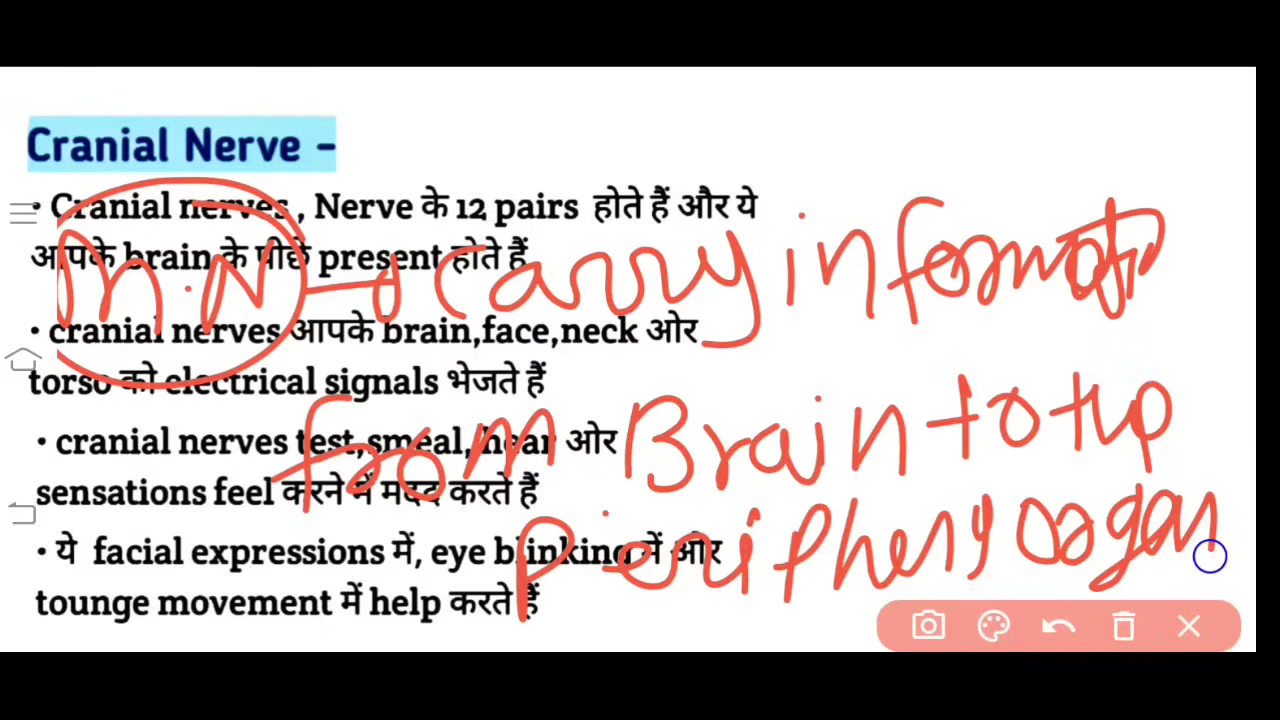 Cranial Nerve -
• Cranial nerves , Nerve के 12 pairs होते हैं और ये
आपके brain के पीछे present होते हैं
• cranial nerves आपके brain,face,neck ओर
torso को electrical signals भेजते हैं
• cranial nerves test,smeal,hear ओर
sensations feel करने में मदद करते हैं
• ये facial expressions में, eye blinking में और
tounge movement में help करते हैं
M.N → Carry
from Brain to
Periphery organ